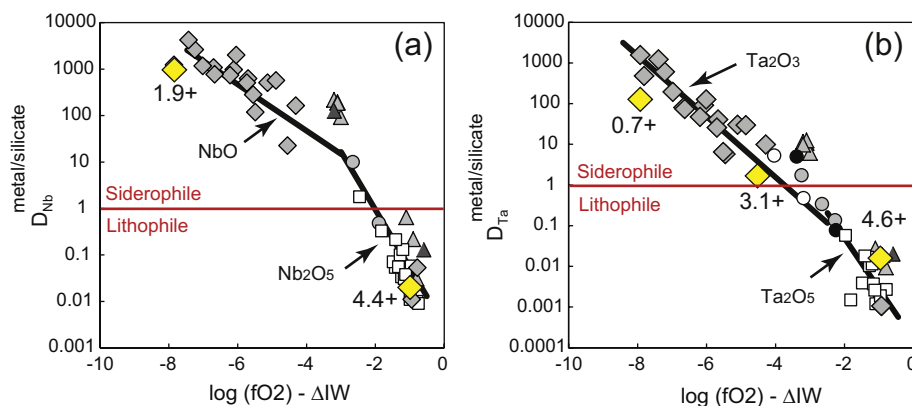 (a)
D_Nb metal/silicate
10000
1000
100
10
1
0.1
0.01
0.001
1.9+
NbO
Siderophile
Lithophile
Nb₂O₅
4.4+
-10 -8 -6 -4 -2 0
log (fO2) - ΔIW
(b)
D_Ta metal/silicate
10000
1000
100
10
1
0.1
0.01
0.001
0.0001
Ta₂O₃
0.7+
Siderophile
Lithophile
3.1+
4.6+
Ta₂O₅
-10 -8 -6 -4 -2 0
log (fO2) - ΔIW